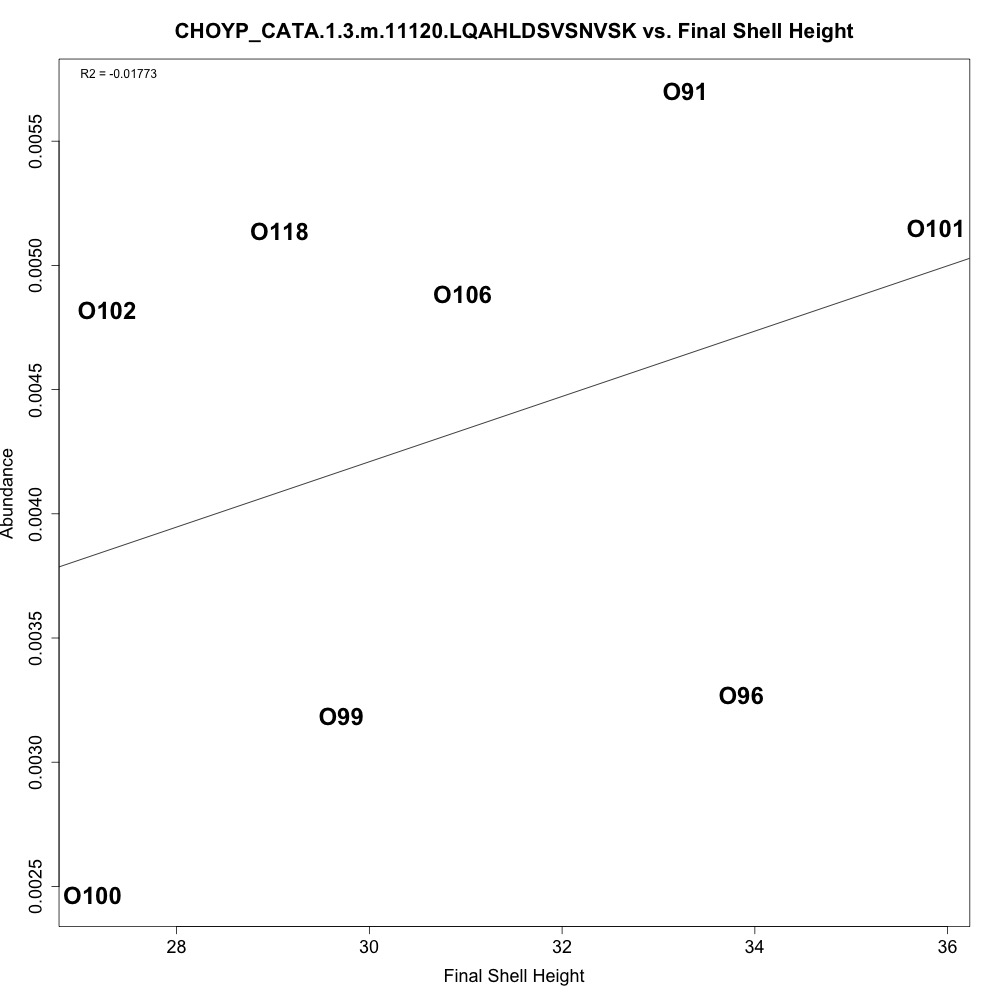 CHOYP_CATA.1.3.m.11120.LQAHLDSVSNVSK vs. Final Shell Height
R2 = -0.01773
O91
O118
O101
O106
O102
O99
O96
O100
Abundance
0.0055
0.0050
0.0045
0.0040
0.0035
0.0030
0.0025
28 30 32 34 36
Final Shell Height